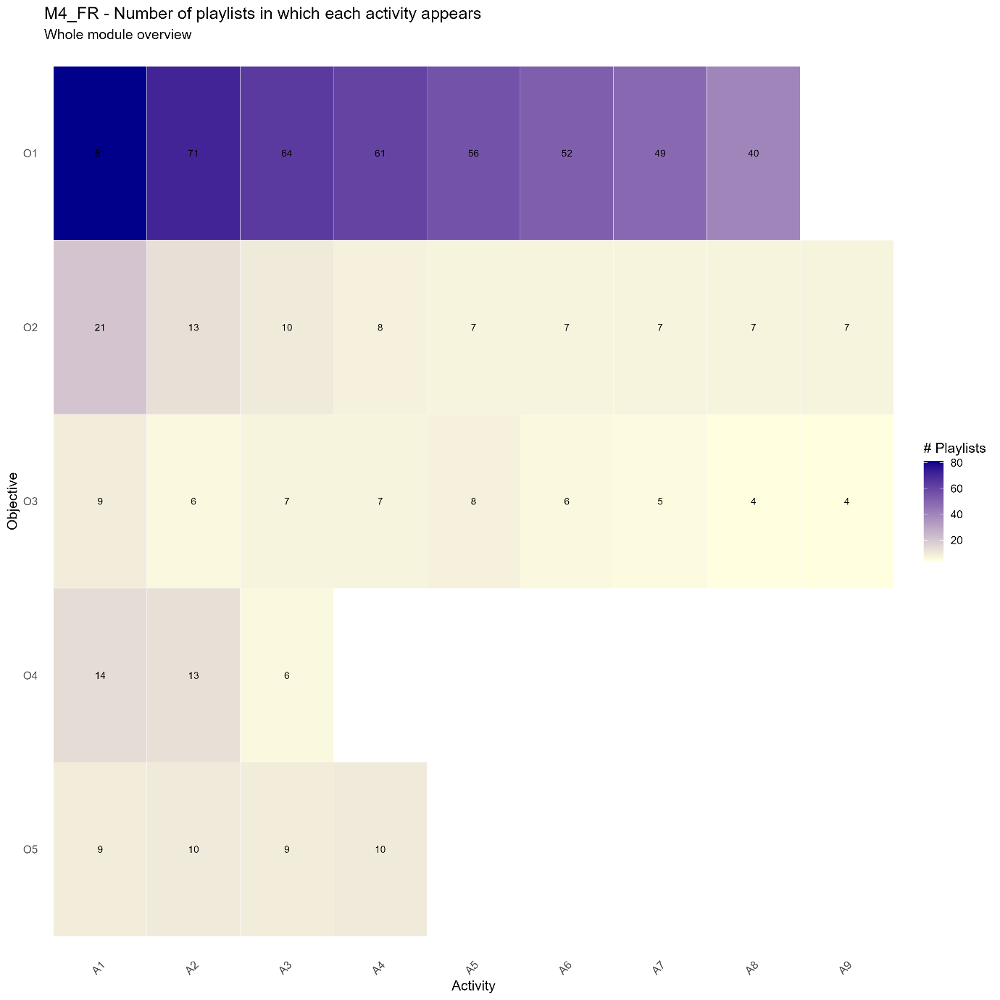 M4_FR - Number of playlists in which each activity appears
Whole module overview
O1 81 71 64 61 56 52 49 40
O2 21 13 10 8 7 7 7 7 7
O3 9 6 7 7 8 6 5 4 4
O4 14 13 6
O5 9 10 9 10
Objective
A1 A2 A3 A4 A5 A6 A7 A8 A9
Activity
# Playlists
80
60
40
20